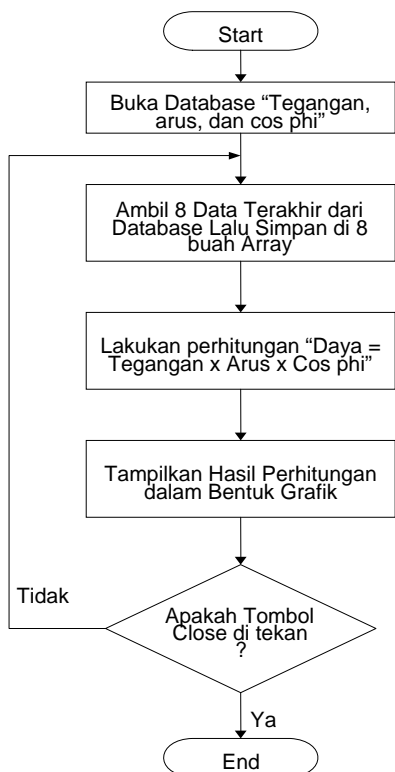 Start
Buka Database “Tegangan,
arus, dan cos phi”
Ambil 8 Data Terakhir dari
Database Lalu Simpan di 8
buah Array
Lakukan perhitungan “Daya =
Tegangan x Arus x Cos phi”
Tampilkan Hasil Perhitungan
dalam Bentuk Grafik
Tidak
Apakah Tombol
Close di tekan
?
Ya
End